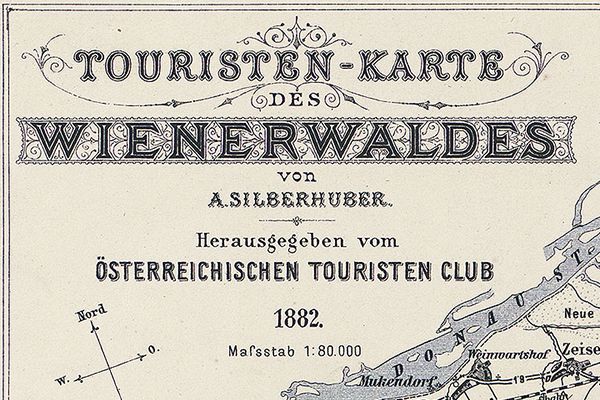 TOURISTEN-KARTE
DES
WIENERWALDES
von
A. SILBERHUBER.
Herausgegeben vom
ÖSTERREICHISCHEN TOURISTEN CLUB
1882.
Maſsstab 1:80.000
Nord
O.
W.
DONAU ST.
Neue
Weinwartshof
Zeise
Mukendorf